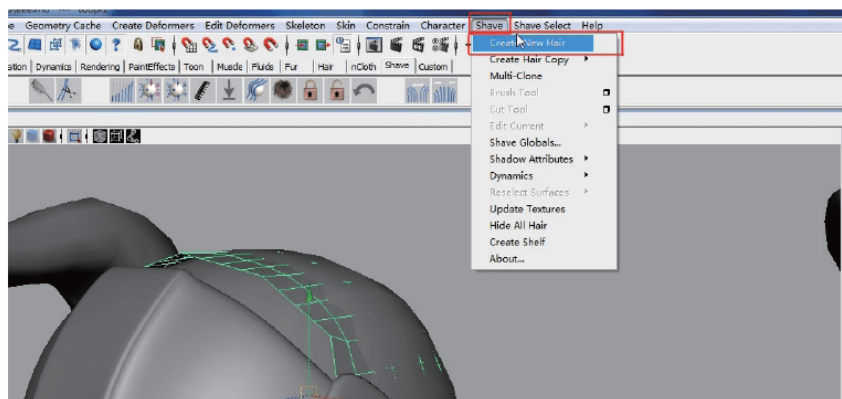 Geometry Cache Create Deformers Edit Deformers Skeleton Skin Constrain Character Shave Shave Select Help
Dynamics Rendering PaintEffects Toon Muscle Fluids Fur Hair nCloth Shave Custom
Create New Hair
Create Hair Copy
Multi-Clone
Brush Tool
Cut Tool
Edit Current
Shave Globals...
Shadow Attributes
Dynamics
Reselect Surfaces
Update Textures
Hide All Hair
Create Shelf
About...